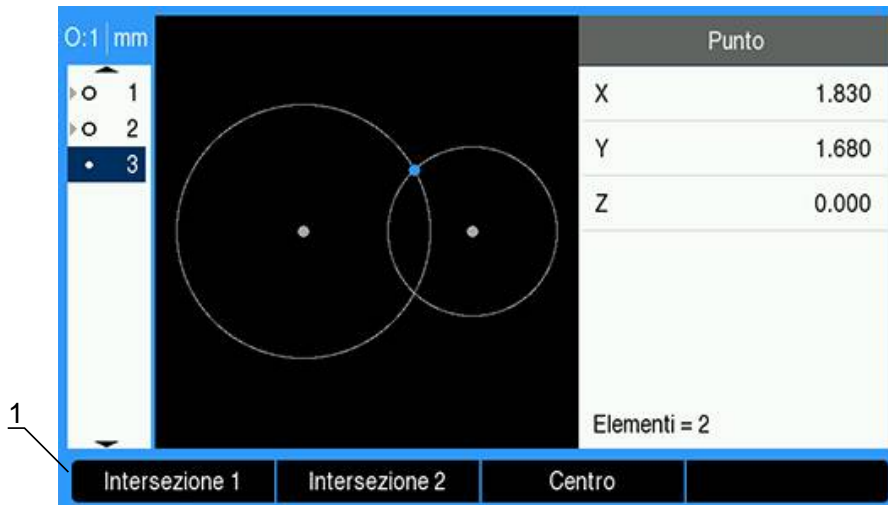 O:1 mm
1
2
3
Punto
X 1.830
Y 1.680
Z 0.000
Elementi = 2
1
Intersezione 1 Intersezione 2 Centro